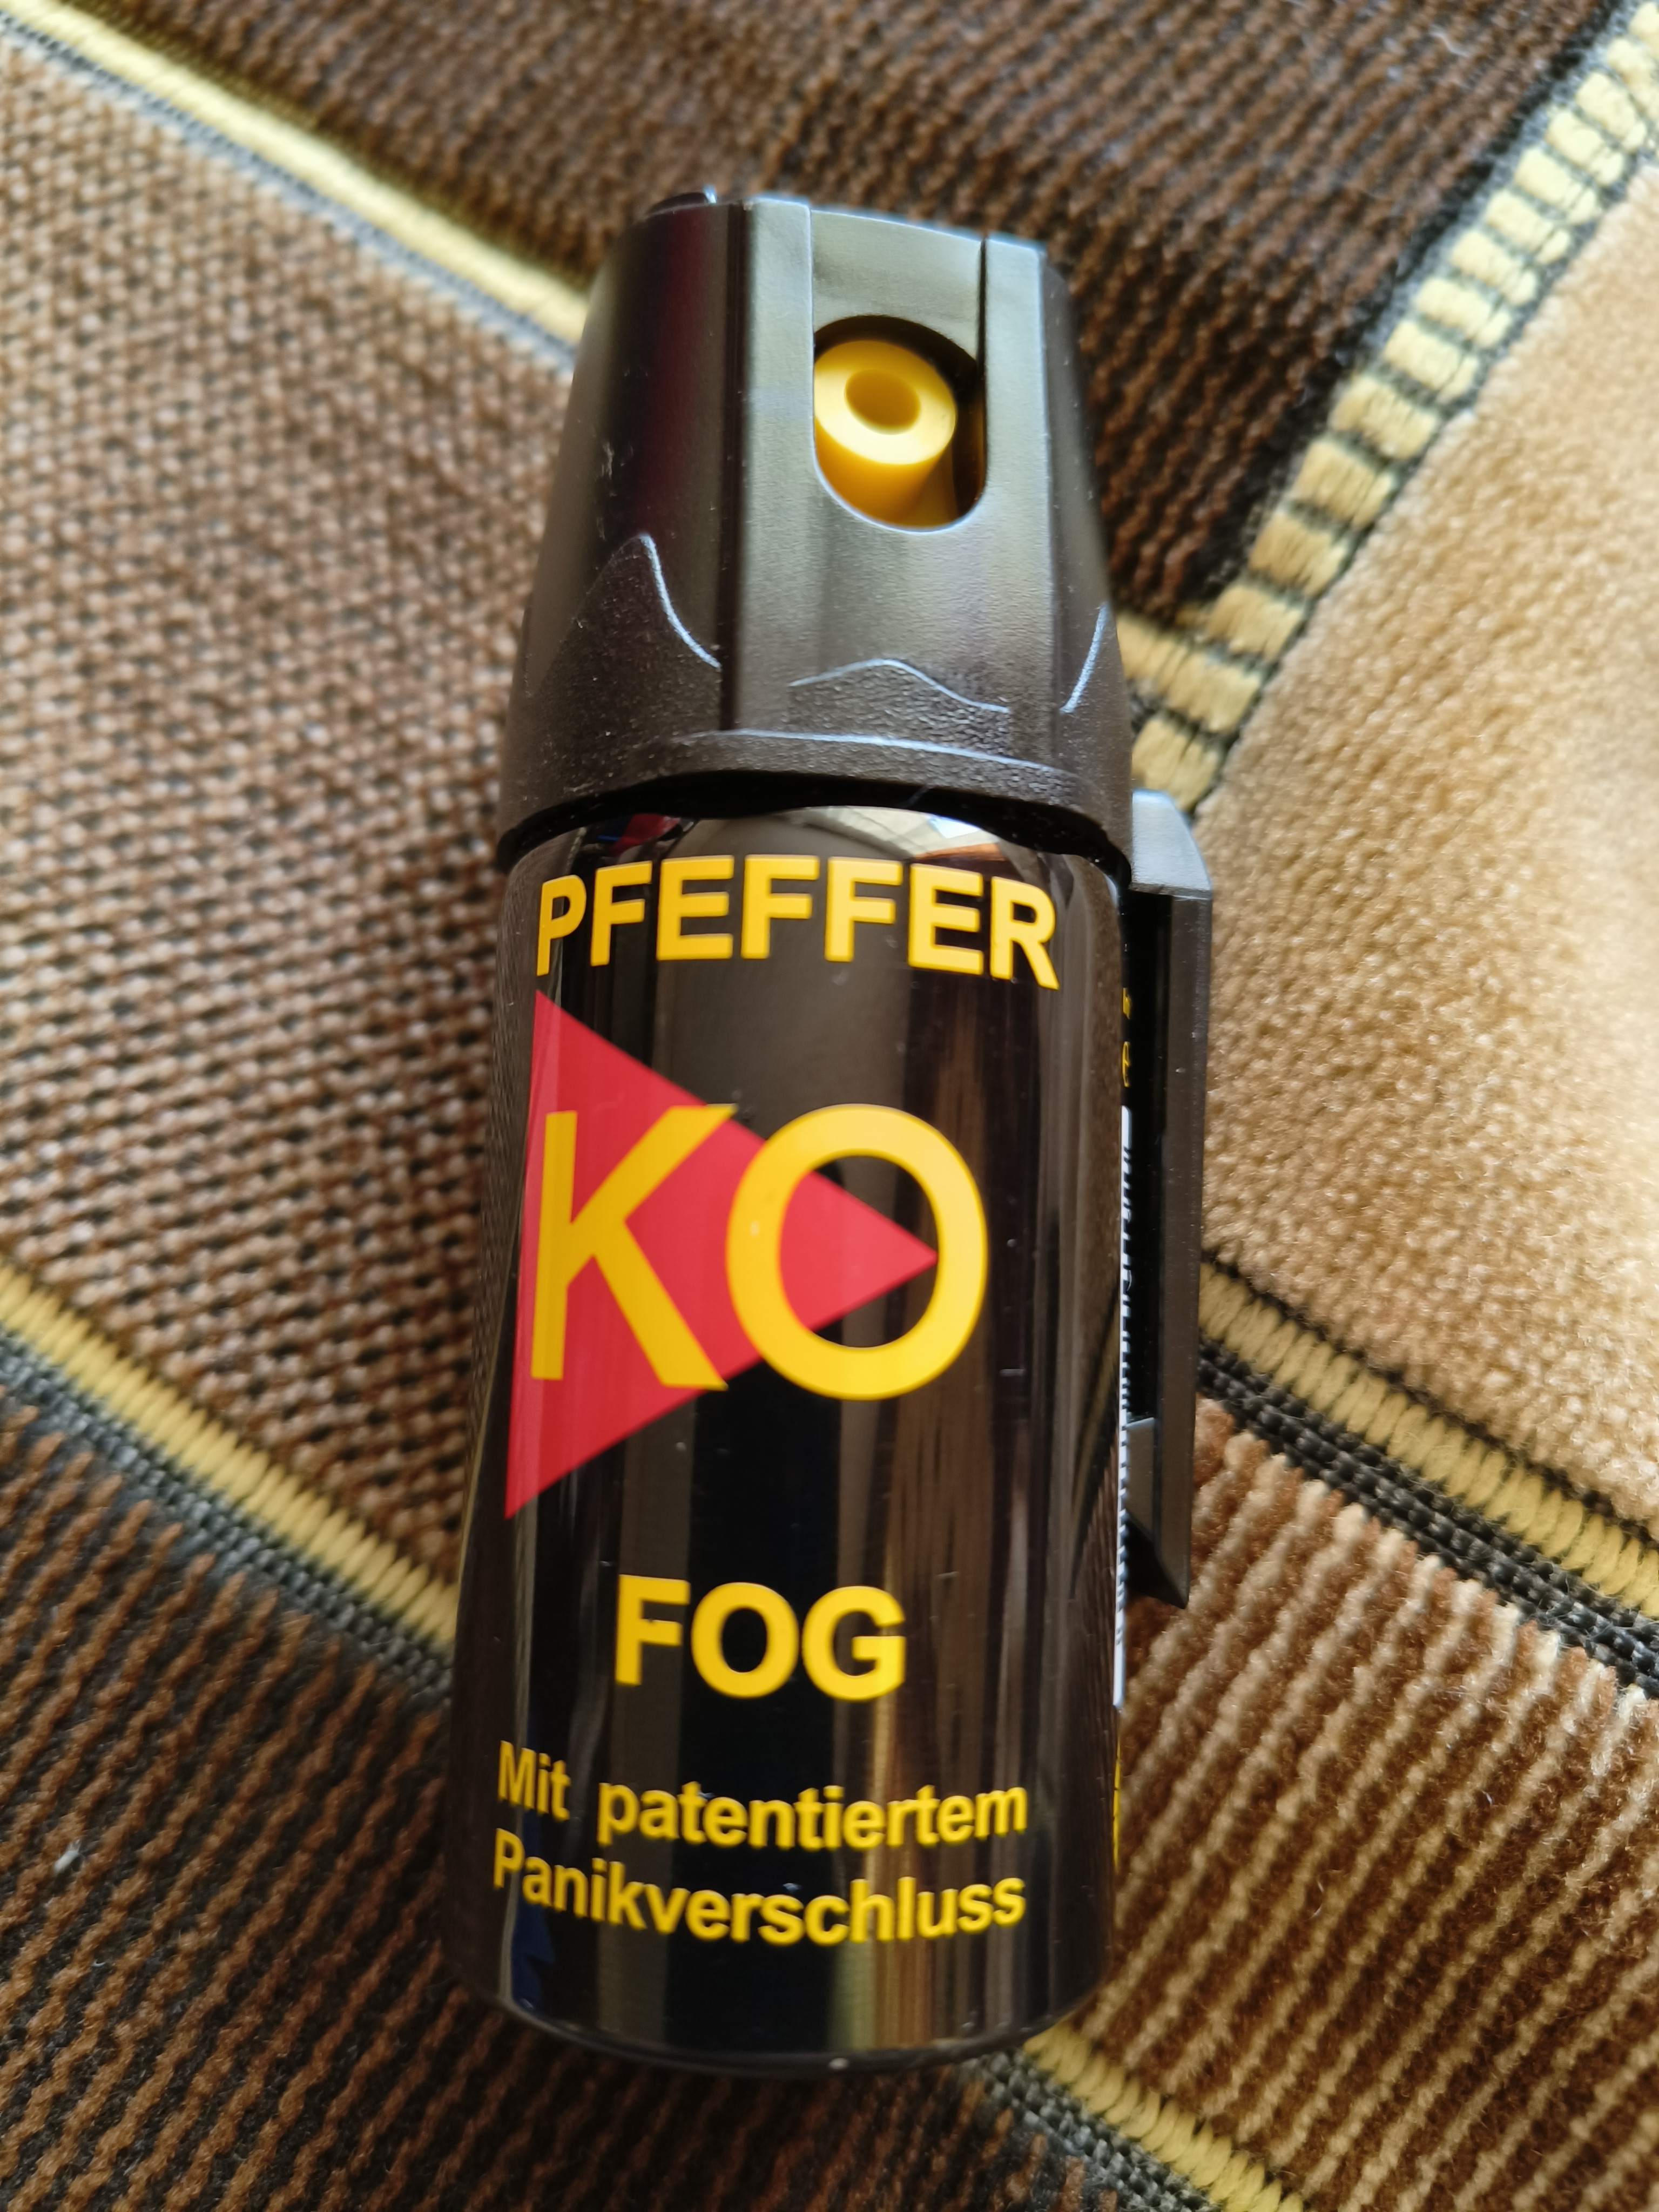 PFEFFER
KO
FOG
Mit patentiertem
Panikverschluss